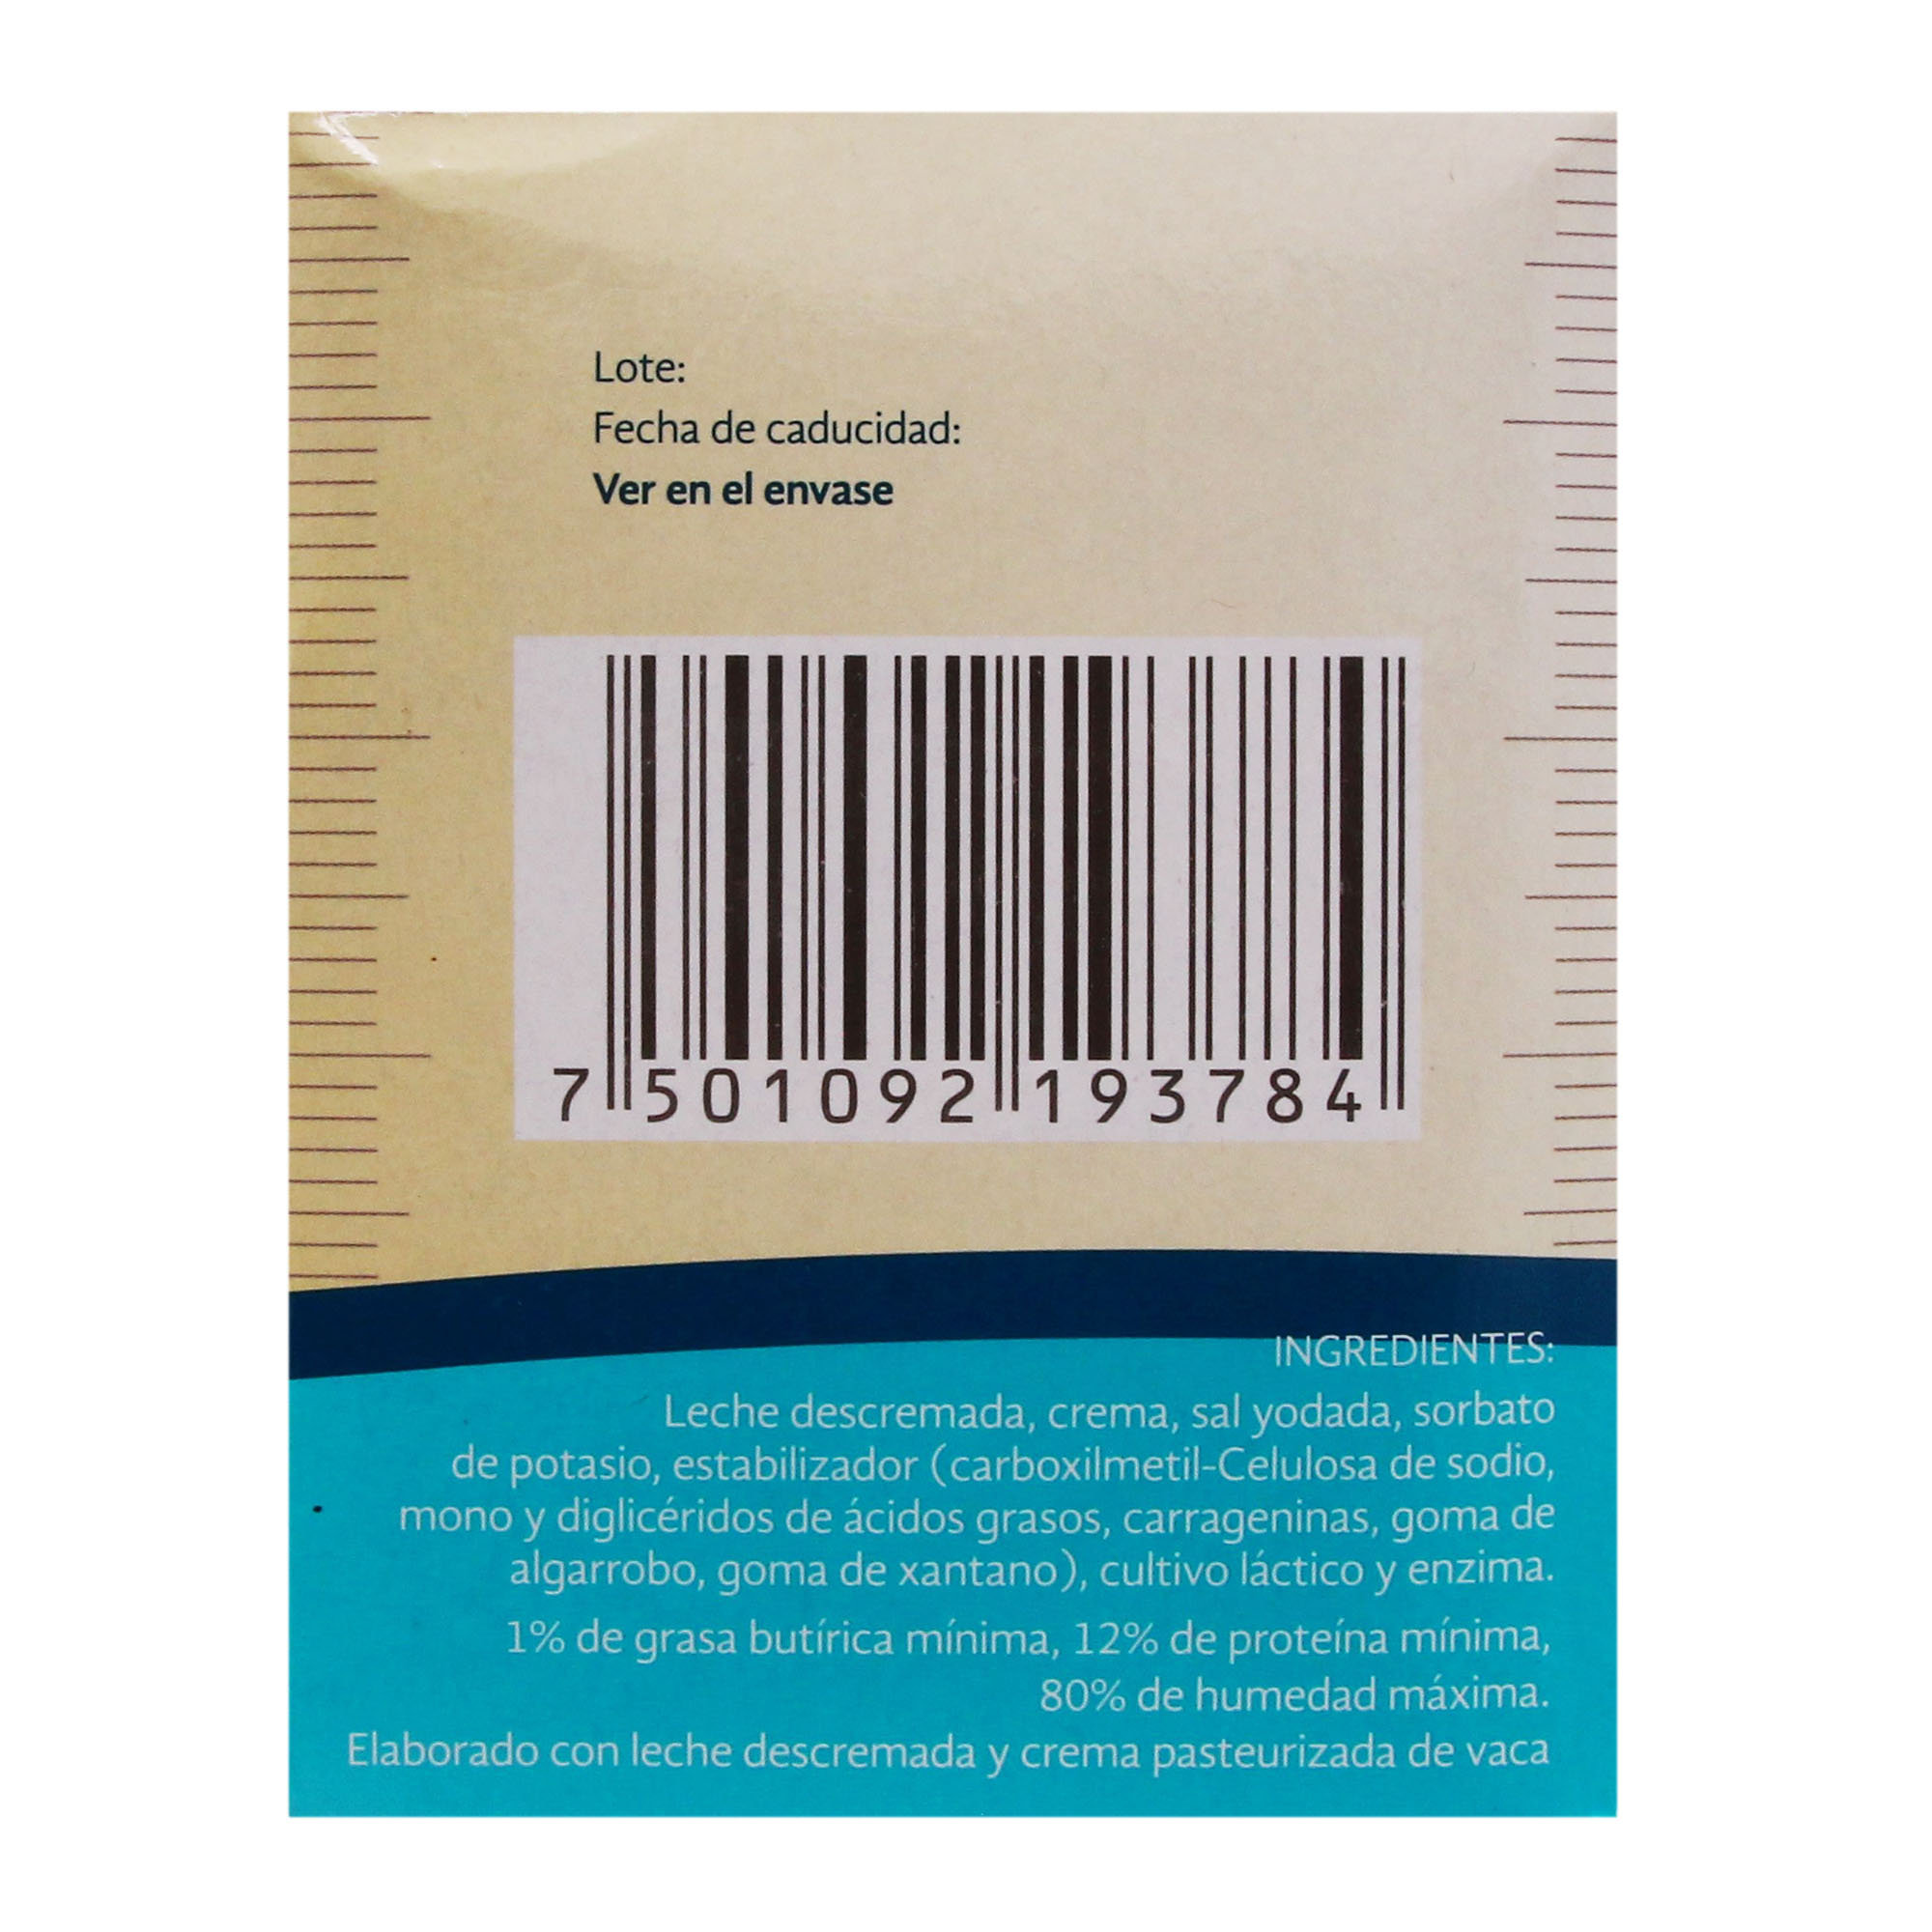 Lote:
Fecha de caducidad:
Ver en el envase
7 501092 193784
INGREDIENTES:
Leche descremada, crema, sal yodada, sorbato
de potasio, estabilizador (carboxilmetil-Celulosa de sodio,
mono y diglicéridos de ácidos grasos, carrageninas, goma de
algarrobo, goma de xantano), cultivo láctico y enzima.
1% de grasa butírica mínima, 12% de proteína mínima,
80% de humedad máxima.
Elaborado con leche descremada y crema pasteurizada de vaca